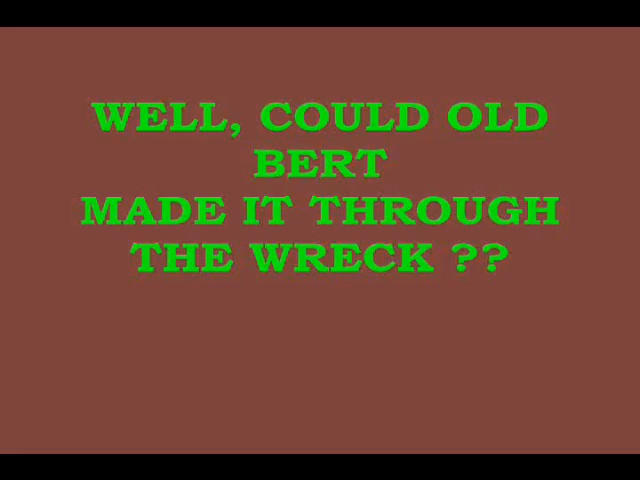 WELL, COULD OLD
BERT
MADE IT THROUGH
THE WRECK ??